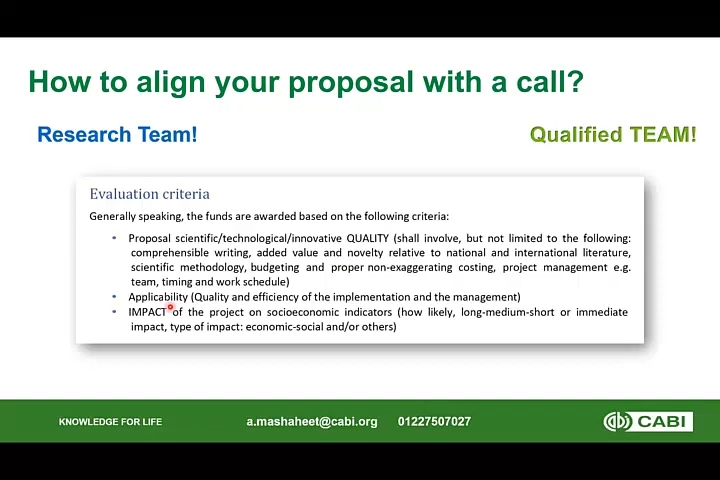 How to align your proposal with a call?
Research Team!
Qualified TEAM!
Evaluation criteria
Generally speaking, the funds are awarded based on the following criteria:
• Proposal scientific/technological/innovative QUALITY (shall involve, but not limited to the following:
comprehensible writing, added value and novelty relative to national and international literature,
scientific methodology, budgeting and proper non-exaggerating costing, project management e.g.
team, timing and work schedule)
• Applicability (Quality and efficiency of the implementation and the management)
• IMPACT of the project on socioeconomic indicators (how likely, long-medium-short or immediate
impact, type of impact: economic-social and/or others)
KNOWLEDGE FOR LIFE
a.mashaheet@cabi.org
01227507027
CABI